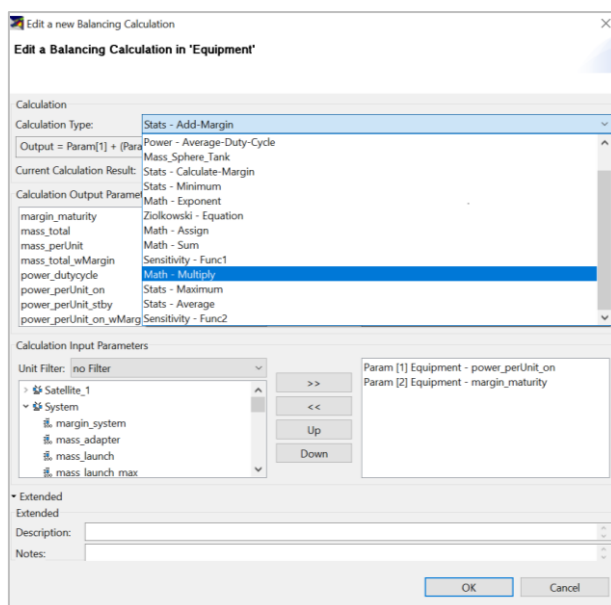 Edit a new Balancing Calculation
Edit a Balancing Calculation in 'Equipment'
Calculation
Calculation Type:
Stats - Add-Margin
Output = Param[1] + (Para
Power - Average-Duty-Cycle
Mass_Sphere_Tank
Current Calculation Result:
Stats - Calculate-Margin
Stats - Minimum
Calculation Output Paramet
Math - Exponent
Ziolkowski - Equation
margin_maturity
Math - Assign
mass_total
Math - Sum
mass_perUnit
Sensitivity - Func1
mass_total_wMargin
Math - Multiply
power_dutycycle
Stats - Maximum
power_perUnit_on
Stats - Average
power_perUnit_stby
Sensitivity - Func2
power_perUnit_on_wMarg
Calculation Input Parameters
Unit Filter: no Filter
Satellite_1
System
margin_system
mass_adapter
mass_launch
mass_launch_max
>>
<<
Up
Down
Param [1] Equipment - power_perUnit_on
Param [2] Equipment - margin_maturity
Extended
Extended
Description:
Notes:
OK
Cancel